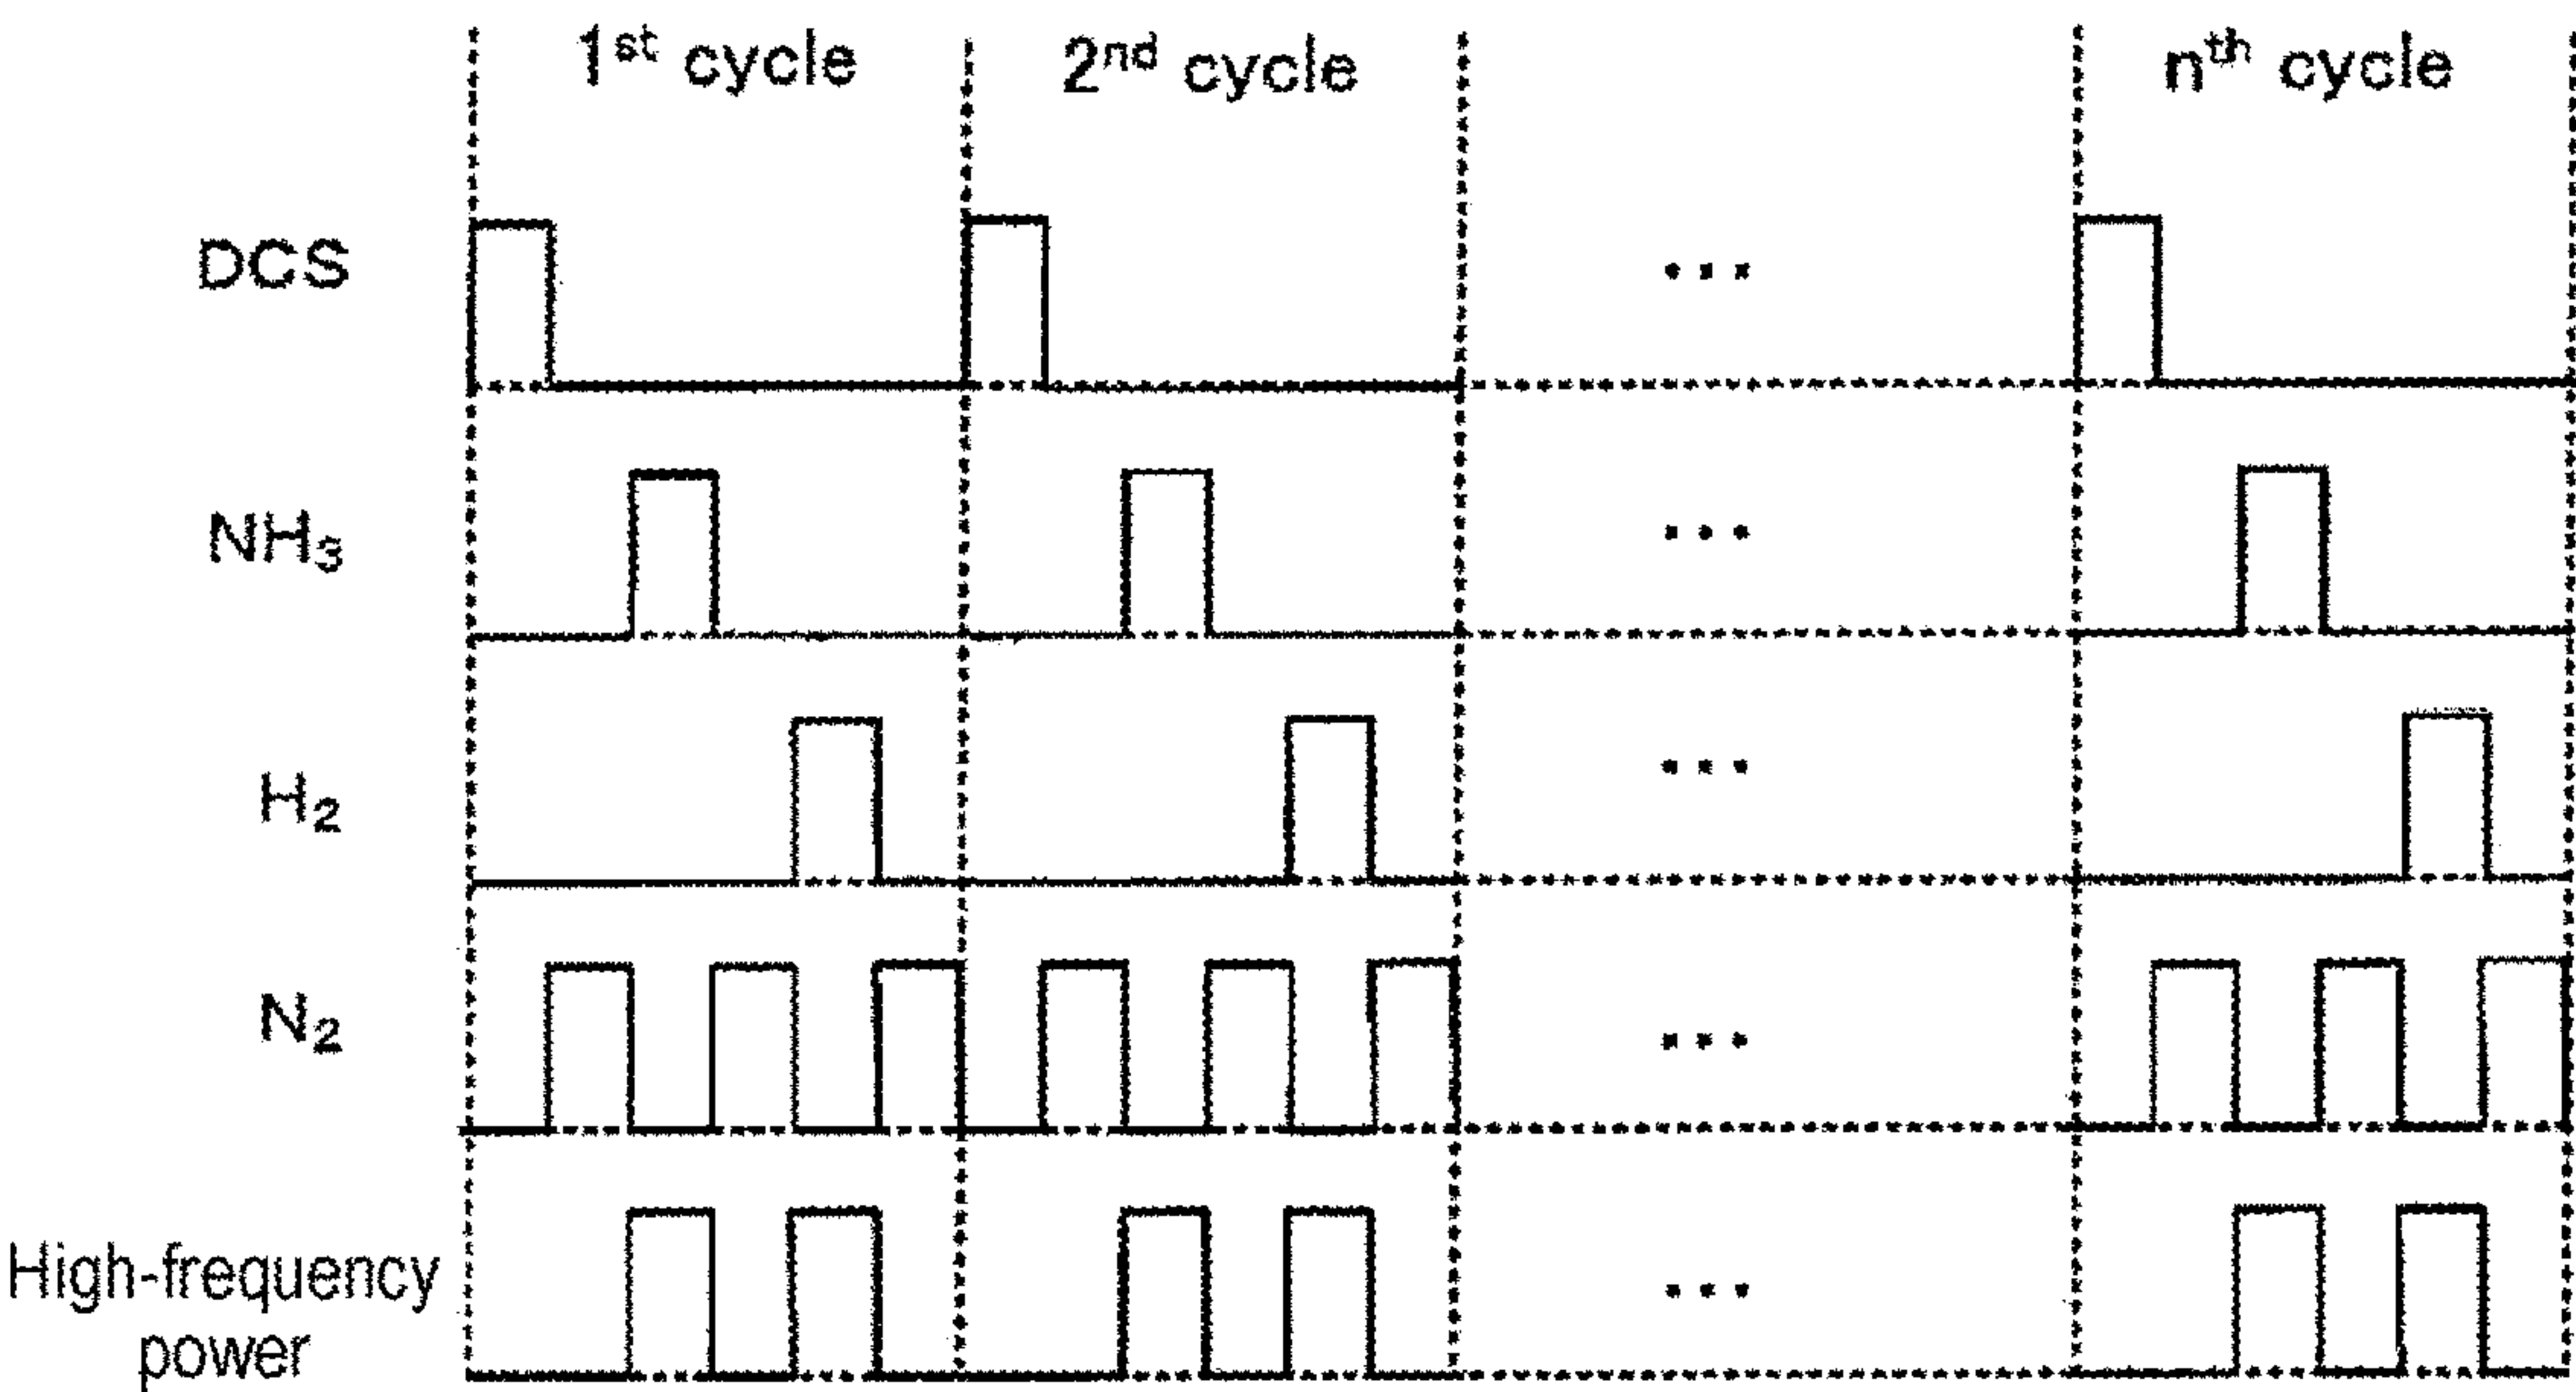 1st cycle 2nd cycle nth cycle
DCS ...
NH3 ...
H2 ...
N2 ...
High-frequency
power ...